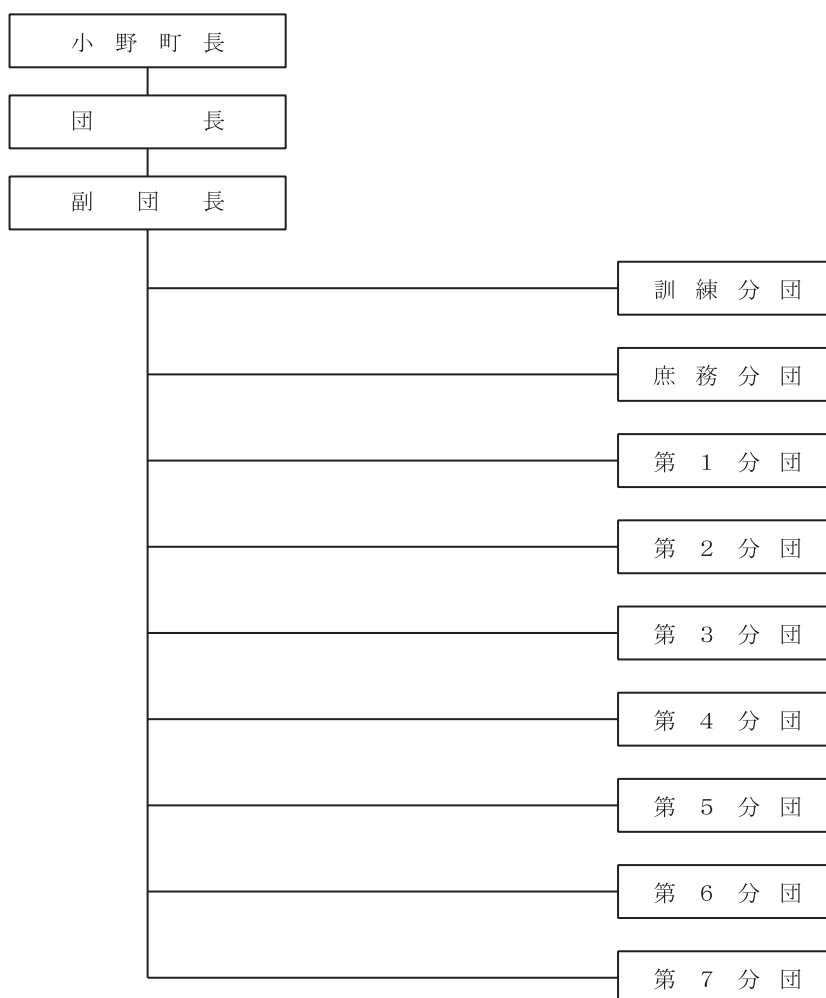 小野町長
団長
副団長
訓練分団
庶務分団
第1分団
第2分団
第3分団
第4分団
第5分団
第6分団
第7分団